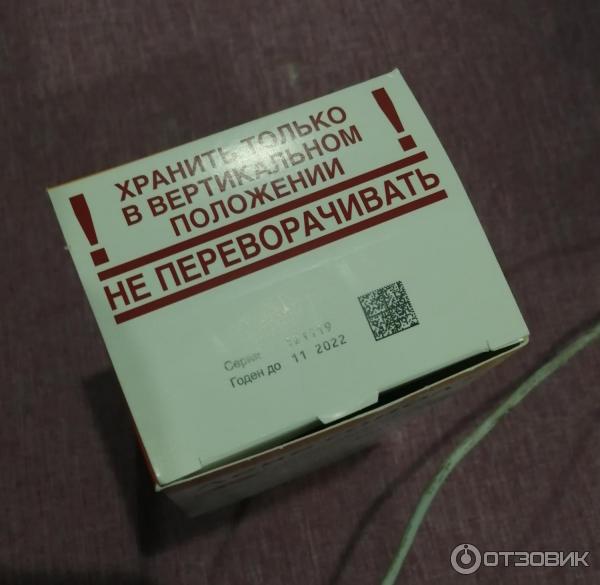 ! ХРАНИТЬ ТОЛЬКО !
В ВЕРТИКАЛЬНОМ
ПОЛОЖЕНИИ
НЕ ПЕРЕВОРАЧИВАТЬ
Серия:
Годен до 11 2022
ОТЗОВИК